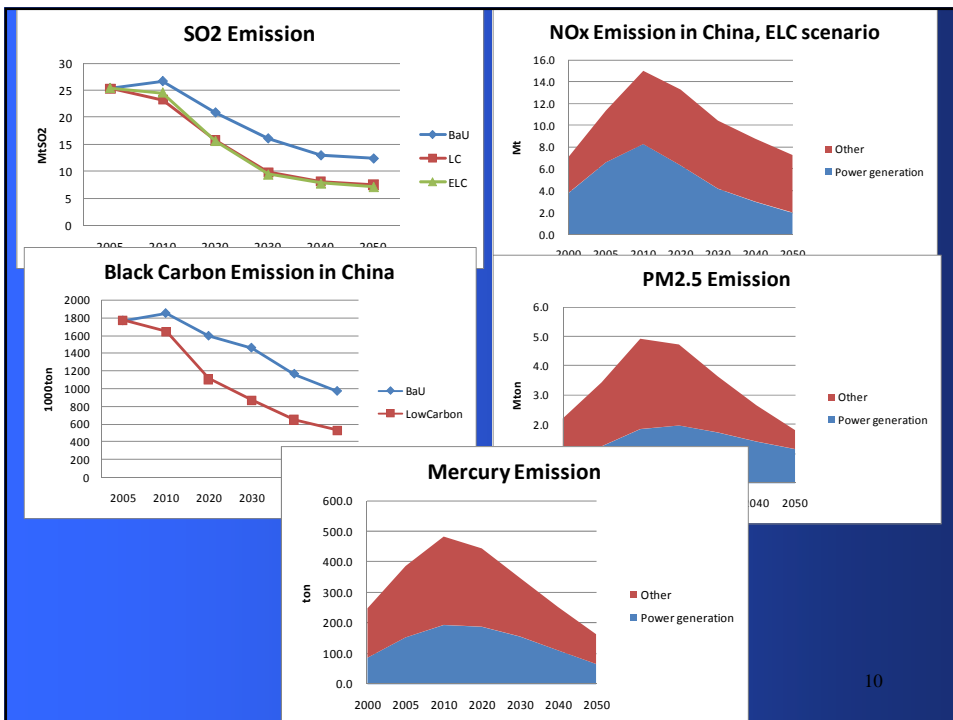 SO2 Emission
30
25
20
15
10
5
0
MtSO2
2005 2010 2020 2030 2040 2050
BaU
LC
ELC
NOx Emission in China, ELC scenario
16.0
14.0
12.0
10.0
8.0
6.0
4.0
2.0
0.0
Mt
2000 2005 2010 2020 2030 2040 2050
Other
Power generation
Black Carbon Emission in China
2000
1800
1600
1400
1200
1000
800
600
400
200
0
1000ton
2005 2010 2020 2030
BaU
LowCarbon
PM2.5 Emission
6.0
5.0
4.0
3.0
2.0
Mton
2050
Other
Power generation
Mercury Emission
600.0
500.0
400.0
300.0
200.0
100.0
0.0
ton
2000 2005 2010 2020 2030 2040 2050
Other
Power generation
10